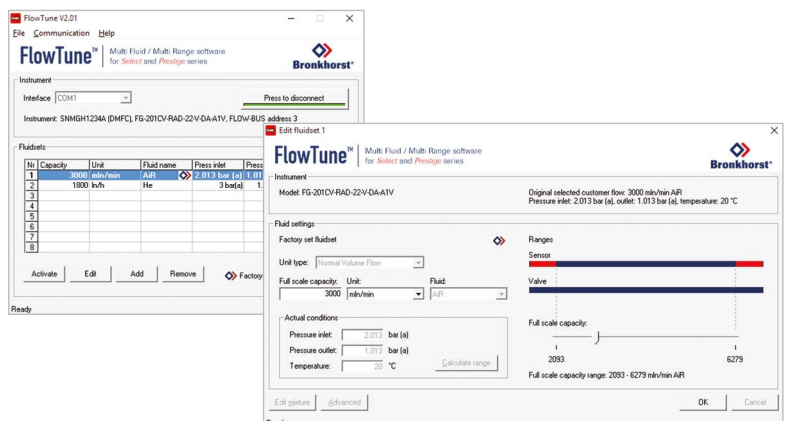 FlowTune V2.01
File Communication Help
FlowTune™ Multi Fluid / Multi Range software
for Select and Prestige series
Bronkhorst®
Instrument
Interface COM1 Press to disconnect
Instrument: SNMGH1234A (DMFC), FG-201CV-RAD-22-V-DA-A1V, FLOW-BUS address 3
Fluidsets
Nr Capacity Unit Fluid name Press inlet Press
1 3000 mln/min AiR 2.013 bar (a) 1.01
2 1800 ln/h He 3 bar(a) 1.
3
4
5
6
7
8
Activate Edit Add Remove Factory
Ready
Edit fluidset 1
FlowTune™ Multi Fluid / Multi Range software
for Select and Prestige series
Bronkhorst®
Instrument
Model: FG-201CV-RAD-22-V-DA-A1V
Original selected customer flow: 3000 mln/min AiR
Pressure inlet: 2.013 bar (a), outlet: 1.013 bar (a), temperature: 20 °C
Fluid settings
Factory set fluidset
Unit type: Normal Volume Flow
Full scale capacity: Unit: Fluid:
3000 mln/min AiR
Actual conditions
Pressure inlet: 2.013 bar (a)
Pressure outlet: 1.013 bar (a)
Temperature: 20 °C
Calculate range
Ranges
Sensor
Valve
Full scale capacity:
2093 6279
Full scale capacity range: 2093 - 6279 mln/min AiR
Edit mixture Advanced OK Cancel